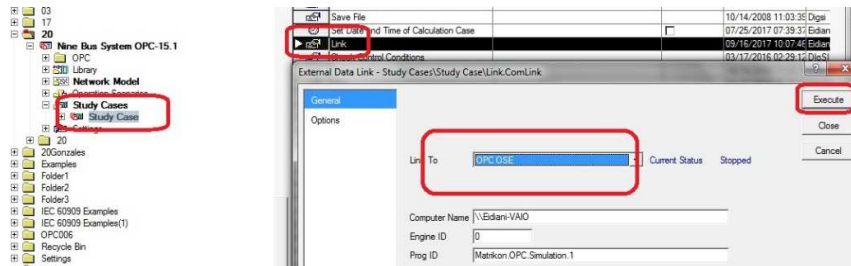 03
17
20
Nine Bus System OPC-15.1
OPC
Library
Network Model
Operation Scenarios
Study Cases
Study Case
Settings
20
20Gonzales
Examples
Folder1
Folder2
Folder3
IEC 60909 Examples
IEC 60909 Examples(1)
OPC006
Recycle Bin
Settings
Save File 10/14/2008 11:03:35 Digsi
Set Date and Time of Calculation Case 07/25/2017 07:39:37 Eidian
Link 09/16/2017 10:07:46 Eidian
Control Conditions 03/17/2016 02:29:12 DIgSI
External Data Link - Study Cases\Study Case\Link.ComLink
General
Options
Execute
Close
Cancel
Link To OPC OSE Current Status Stopped
Computer Name \\Eidiani-VAIO
Engine ID 0
Prog ID Matrikon.OPC.Simulation.1